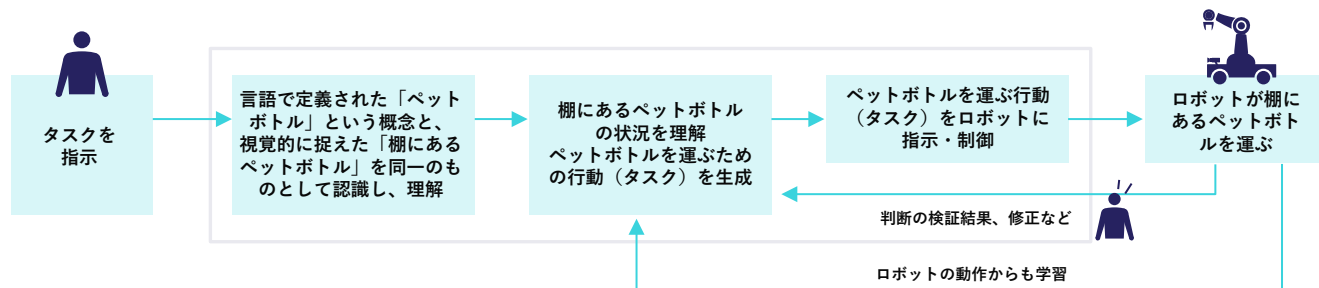 タスクを
指示
言語で定義された「ペット
ボトル」という概念と、
視覚的に捉えた「棚にある
ペットボトル」を同一のも
のとして認識し、理解
棚にあるペットボトル
の状況を理解
ペットボトルを運ぶため
の行動（タスク）を生成
ペットボトルを運ぶ行動
（タスク）をロボットに
指示・制御
ロボットが棚に
あるペットボト
ルを運ぶ
判断の検証結果、修正など
ロボットの動作からも学習